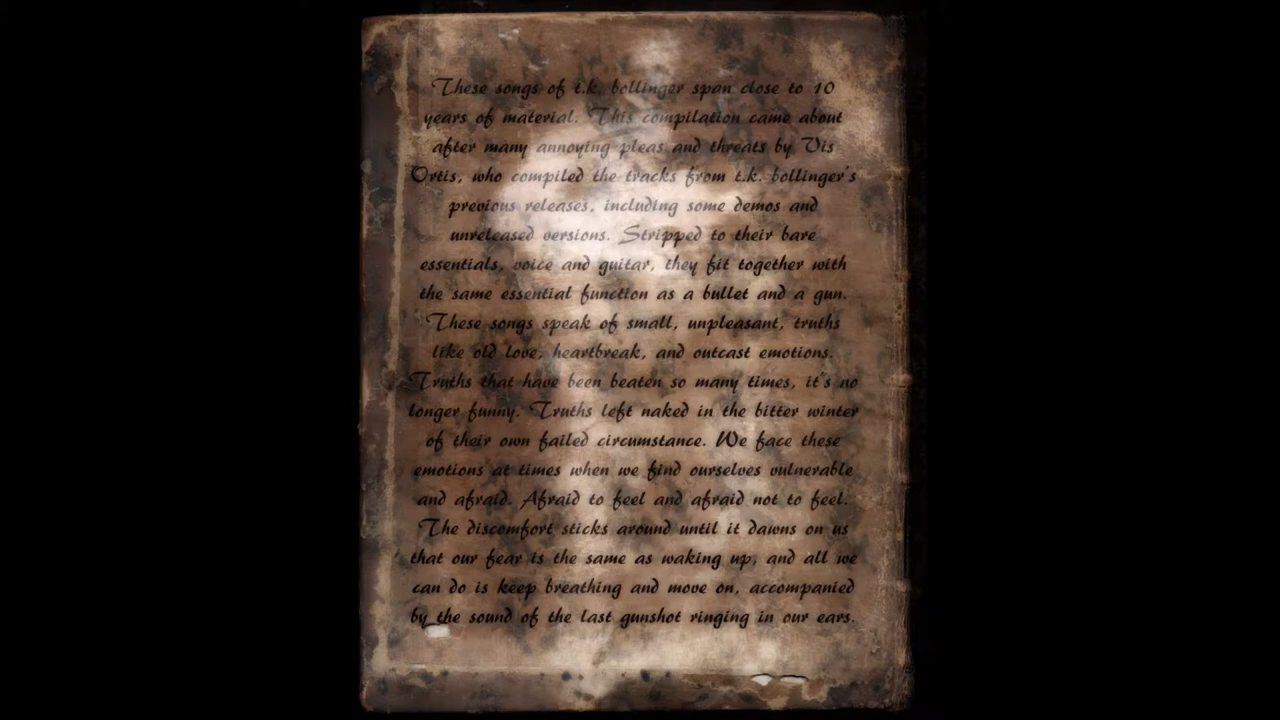 These songs of t.k. bollinger span close to 10
years of material. This compilation came about
after many annoying pleas and threats by Vis
Ortis, who compiled the tracks from t.k. bollinger's
previous releases, including some demos and
unreleased versions. Stripped to their bare
essentials, voice and guitar, they fit together with
the same essential function as a bullet and a gun.
These songs speak of small, unpleasant, truths
like old love, heartbreak, and outcast emotions.
Truths that have been beaten so many times, it's no
longer funny. Truths left naked in the bitter winter
of their own failed circumstance. We face these
emotions at times when we find ourselves vulnerable
and afraid. Afraid to feel and afraid not to feel.
The discomfort sticks around until it dawns on us
that our fear is the same as waking up, and all we
can do is keep breathing and move on, accompanied
by the sound of the last gunshot ringing in our ears.